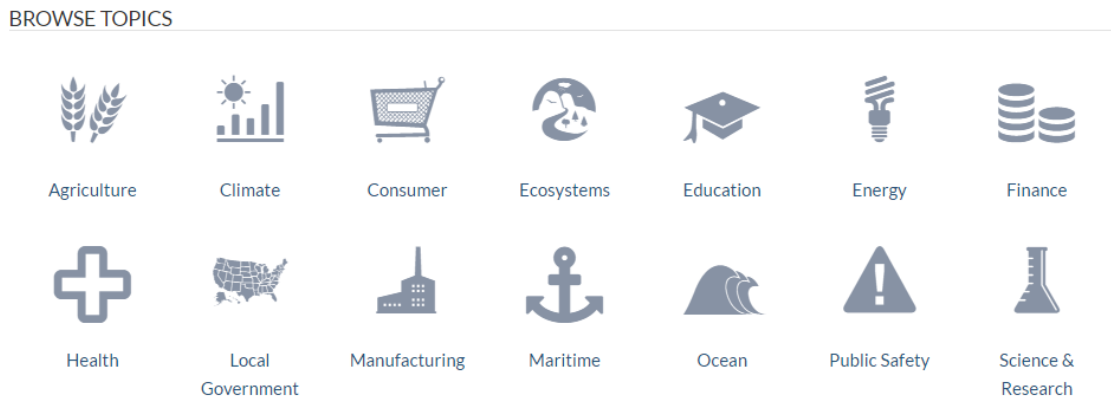 BROWSE TOPICS
Agriculture
Climate
Consumer
Ecosystems
Education
Energy
Finance
Health
Local
Government
Manufacturing
Maritime
Ocean
Public Safety
Science &
Research